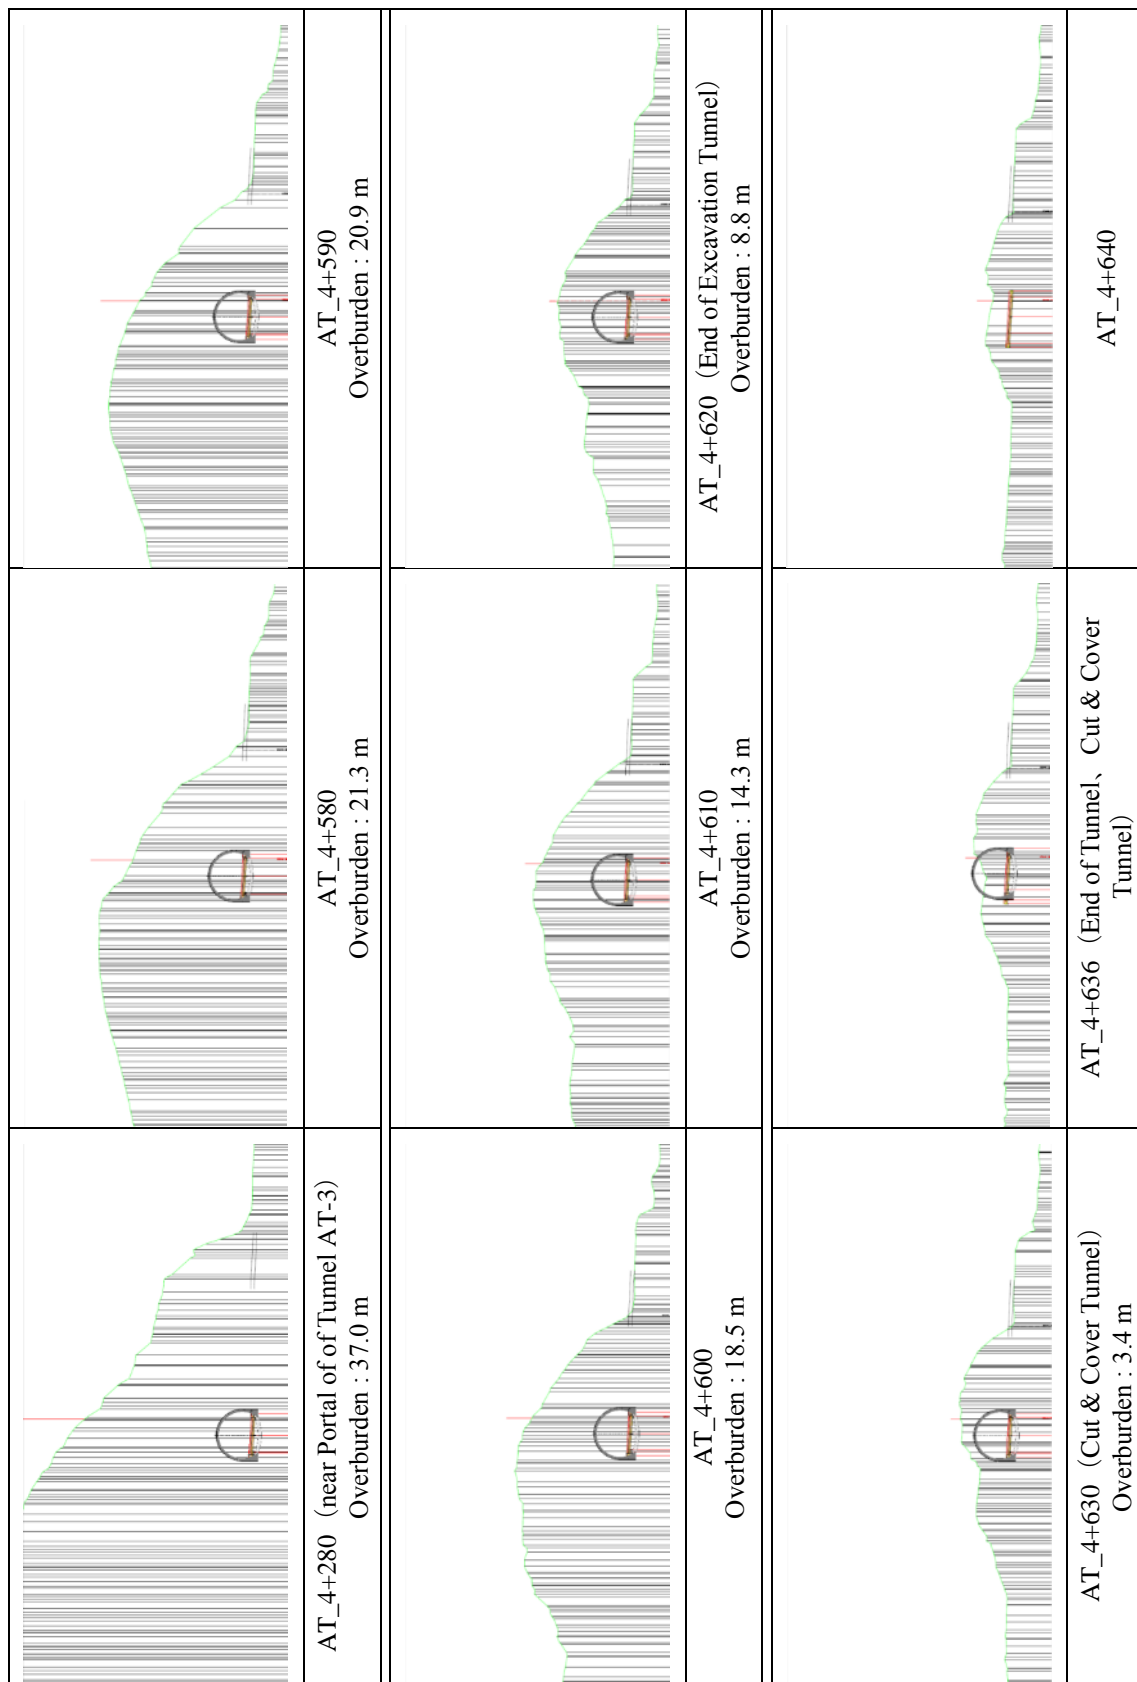 AT_4+280（near Portal of of Tunnel AT-3）
Overburden : 37.0 m
AT_4+580
Overburden : 21.3 m
AT_4+590
Overburden : 20.9 m
AT_4+600
Overburden : 18.5 m
AT_4+610
Overburden : 14.3 m
AT_4+620（End of Excavation Tunnel）
Overburden : 8.8 m
AT_4+630（Cut & Cover Tunnel）
Overburden : 3.4 m
AT_4+636（End of Tunnel、Cut & Cover
Tunnel）
AT_4+640